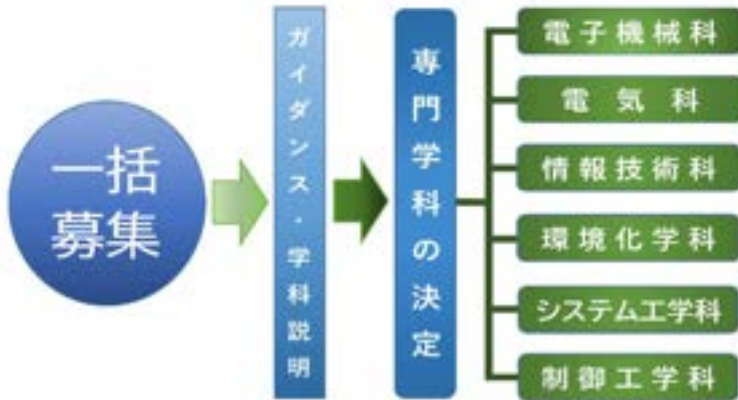 一括
募集
ガイダンス・学科説明
専門学科の決定
電子機械科
電気科
情報技術科
環境化学科
システム工学科
制御工学科